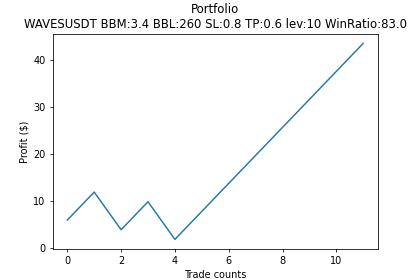 Portfolio
WAVESUSDT BBM:3.4 BBL:260 SL:0.8 TP:0.6 lev:10 WinRatio:83.0
40
30
20
10
0
Profit ($)
0 2 4 6 8 10
Trade counts